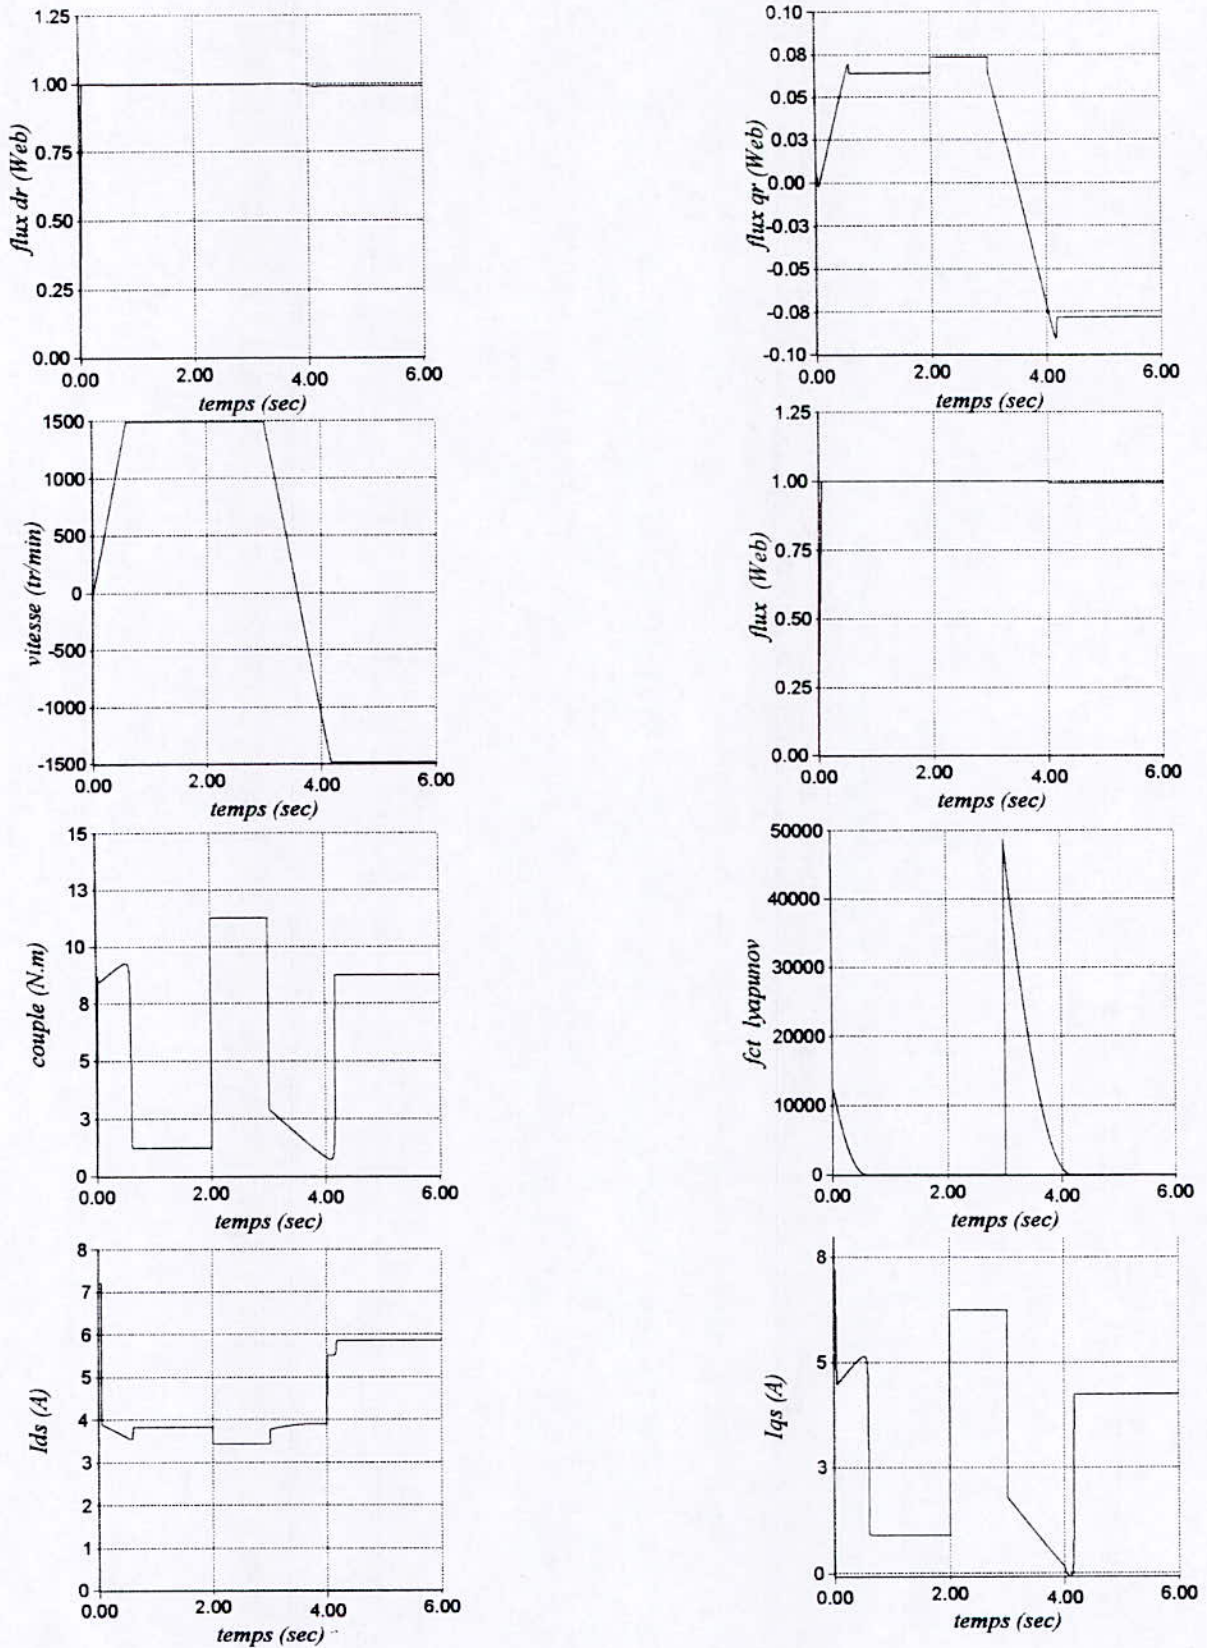 1.25
1.00
0.75
0.50
0.25
0.00
flux dr (Web)
0.00 2.00 4.00 6.00
temps (sec)
0.10
0.08
0.05
0.03
0.00
-0.03
-0.05
-0.08
-0.10
flux qr (Web)
0.00 2.00 4.00 6.00
temps (sec)
1500
1000
500
0
-500
-1000
-1500
vitesse (tr/min)
0.00 2.00 4.00 6.00
temps (sec)
1.25
1.00
0.75
0.50
0.25
0.00
flux (Web)
0.00 2.00 4.00 6.00
temps (sec)
15
13
10
8
5
3
0
couple (N.m)
0.00 2.00 4.00 6.00
temps (sec)
50000
40000
30000
20000
10000
0
fct lyapunov
0.00 2.00 4.00 6.00
temps (sec)
8
7
6
5
4
3
2
1
0
Ids (A)
0.00 2.00 4.00 6.00
temps (sec)
8
5
3
0
Iqs (A)
0.00 2.00 4.00 6.00
temps (sec)